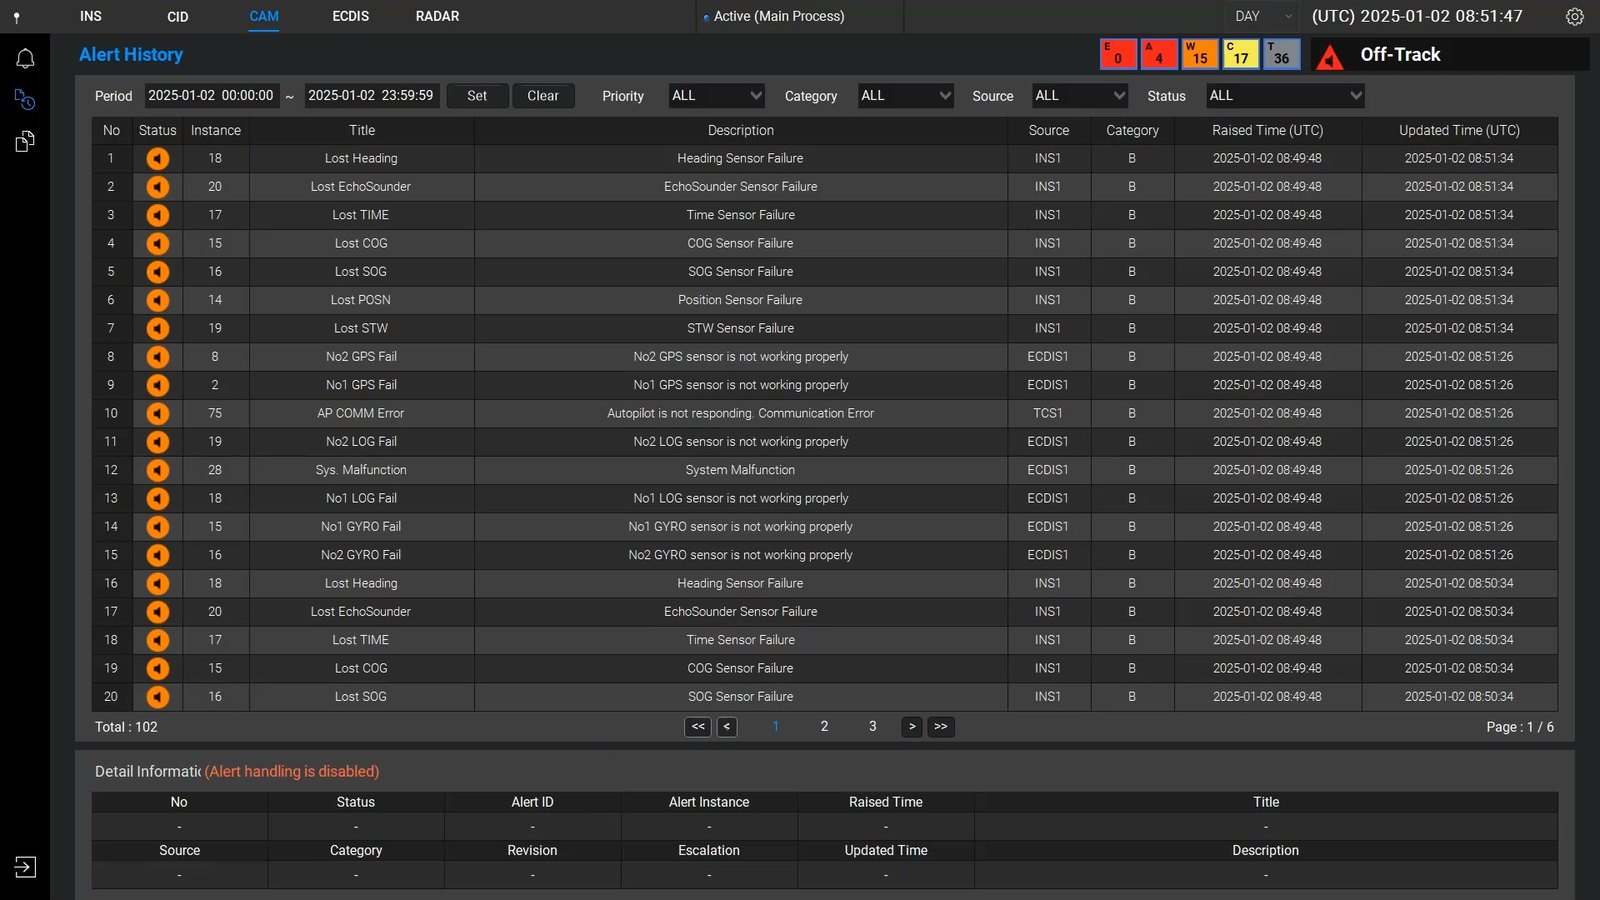 INS CID CAM ECDIS RADAR Active (Main Process) DAY (UTC) 2025-01-02 08:51:47
Alert History E 0 A 4 W 15 C 17 T 36 Off-Track
Period 2025-01-02 00:00:00 ~ 2025-01-02 23:59:59 Set Clear Priority ALL Category ALL Source ALL Status ALL
No Status Instance Title Description Source Category Raised Time (UTC) Updated Time (UTC)
1 18 Lost Heading Heading Sensor Failure INS1 B 2025-01-02 08:49:48 2025-01-02 08:51:34
2 20 Lost EchoSounder EchoSounder Sensor Failure INS1 B 2025-01-02 08:49:48 2025-01-02 08:51:34
3 17 Lost TIME Time Sensor Failure INS1 B 2025-01-02 08:49:48 2025-01-02 08:51:34
4 15 Lost COG COG Sensor Failure INS1 B 2025-01-02 08:49:48 2025-01-02 08:51:34
5 16 Lost SOG SOG Sensor Failure INS1 B 2025-01-02 08:49:48 2025-01-02 08:51:34
6 14 Lost POSN Position Sensor Failure INS1 B 2025-01-02 08:49:48 2025-01-02 08:51:34
7 19 Lost STW STW Sensor Failure INS1 B 2025-01-02 08:49:48 2025-01-02 08:51:34
8 8 No2 GPS Fail No2 GPS sensor is not working properly ECDIS1 B 2025-01-02 08:49:48 2025-01-02 08:51:26
9 2 No1 GPS Fail No1 GPS sensor is not working properly ECDIS1 B 2025-01-02 08:49:48 2025-01-02 08:51:26
10 75 AP COMM Error Autopilot is not responding. Communication Error TCS1 B 2025-01-02 08:49:48 2025-01-02 08:51:26
11 19 No2 LOG Fail No2 LOG sensor is not working properly ECDIS1 B 2025-01-02 08:49:48 2025-01-02 08:51:26
12 28 Sys. Malfunction System Malfunction ECDIS1 B 2025-01-02 08:49:48 2025-01-02 08:51:26
13 18 No1 LOG Fail No1 LOG sensor is not working properly ECDIS1 B 2025-01-02 08:49:48 2025-01-02 08:51:26
14 15 No1 GYRO Fail No1 GYRO sensor is not working properly ECDIS1 B 2025-01-02 08:49:48 2025-01-02 08:51:26
15 16 No2 GYRO Fail No2 GYRO sensor is not working properly ECDIS1 B 2025-01-02 08:49:48 2025-01-02 08:51:26
16 18 Lost Heading Heading Sensor Failure INS1 B 2025-01-02 08:49:48 2025-01-02 08:50:34
17 20 Lost EchoSounder EchoSounder Sensor Failure INS1 B 2025-01-02 08:49:48 2025-01-02 08:50:34
18 17 Lost TIME Time Sensor Failure INS1 B 2025-01-02 08:49:48 2025-01-02 08:50:34
19 15 Lost COG COG Sensor Failure INS1 B 2025-01-02 08:49:48 2025-01-02 08:50:34
20 16 Lost SOG SOG Sensor Failure INS1 B 2025-01-02 08:49:48 2025-01-02 08:50:34
Total : 102 << < 1 2 3 > >> Page : 1 / 6
Detail Informatic (Alert handling is disabled)
No Status Alert ID Alert Instance Raised Time Title
- - - - - -
Source Category Revision Escalation Updated Time Description
- - - - - -